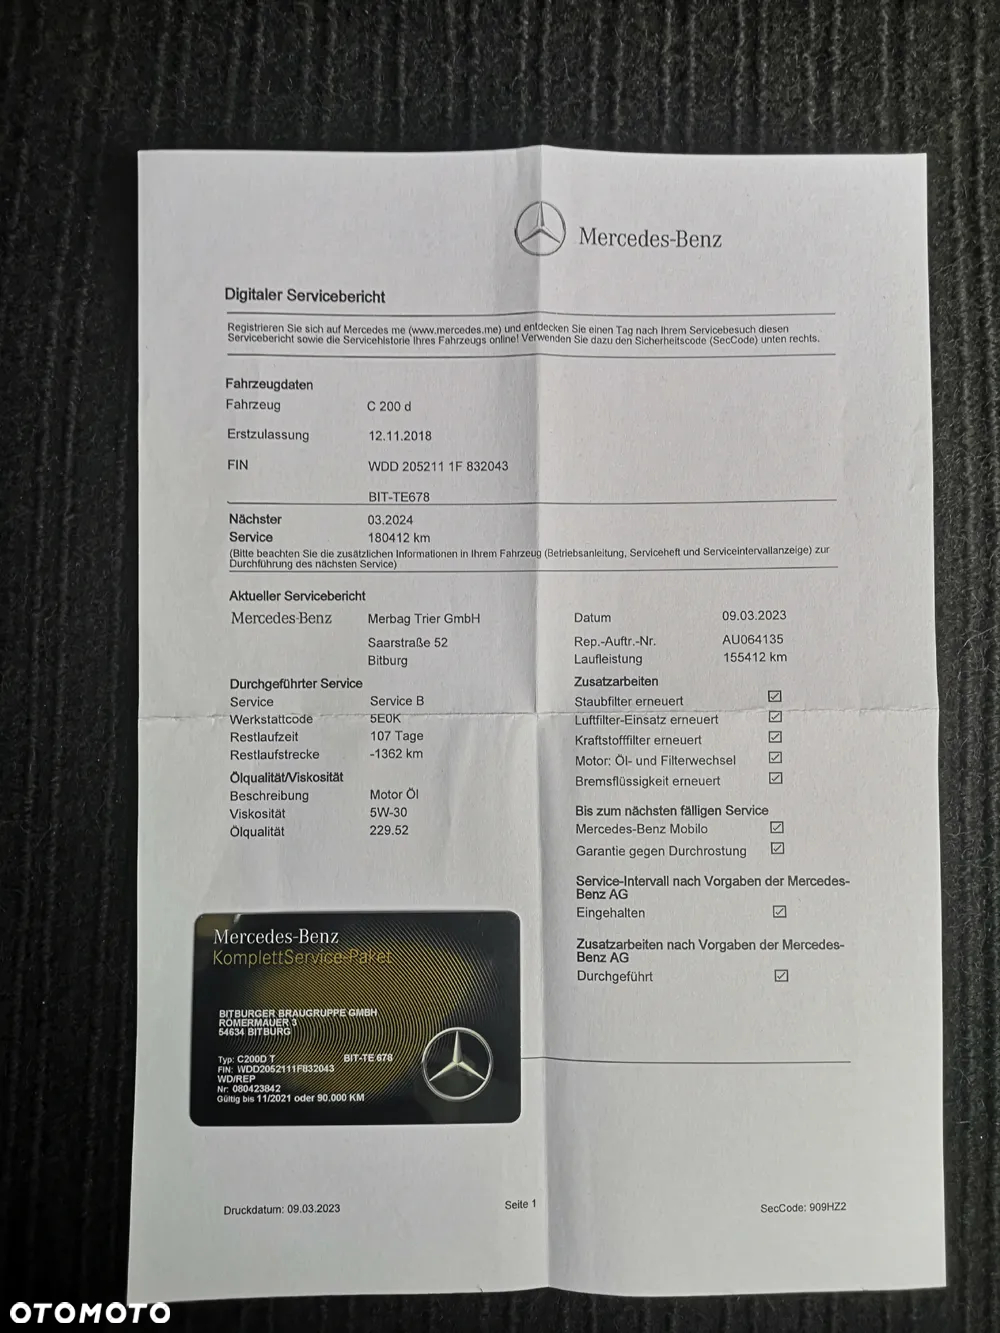 Mercedes-Benz
Digitaler Servicebericht
Registrieren Sie sich auf Mercedes me (www.mercedes.me) und entdecken Sie einen Tag nach Ihrem Servicebesuch diesen
Servicebericht sowie die Servicehistorie Ihres Fahrzeugs online! Verwenden Sie dazu den Sicherheitscode (SecCode) unten rechts.
Fahrzeugdaten
Fahrzeug C 200 d
Erstzulassung 12.11.2018
FIN WDD 205211 1F 832043
BIT-TE678
Nächster 03.2024
Service 180412 km
(Bitte beachten Sie die zusätzlichen Informationen in Ihrem Fahrzeug (Betriebsanleitung, Serviceheft und Serviceintervallanzeige) zur
Durchführung des nächsten Service)
Aktueller Servicebericht
Mercedes-Benz Merbag Trier GmbH
Saarstraße 52
Bitburg
Durchgeführter Service
Service Service B
Werkstattcode 5E0K
Restlaufzeit 107 Tage
Restlaufstrecke -1362 km
Ölqualität/Viskosität
Beschreibung Motor Öl
Viskosität 5W-30
Ölqualität 229.52
Datum 09.03.2023
Rep.-Auftr.-Nr. AU064135
Laufleistung 155412 km
Zusatzarbeiten
Staubfilter erneuert
Luftfilter-Einsatz erneuert
Kraftstofffilter erneuert
Motor: Öl- und Filterwechsel
Bremsflüssigkeit erneuert
Bis zum nächsten fälligen Service
Mercedes-Benz Mobilo
Garantie gegen Durchrostung
Service-Intervall nach Vorgaben der Mercedes-
Benz AG
Eingehalten
Zusatzarbeiten nach Vorgaben der Mercedes-
Benz AG
Durchgeführt
Mercedes-Benz
KomplettService-Paket
BITBURGER BRAUGRUPPE GMBH
RÖMERMAUER 3
54634 BITBURG
Typ: C200D T BIT-TE 678
FIN: WDD2052111F832043
WD/REP
Nr: 080423842
Gültig bis 11/2021 oder 90.000 KM
Druckdatum: 09.03.2023 Seite 1 SecCode: 909HZ2
OTOMOTO